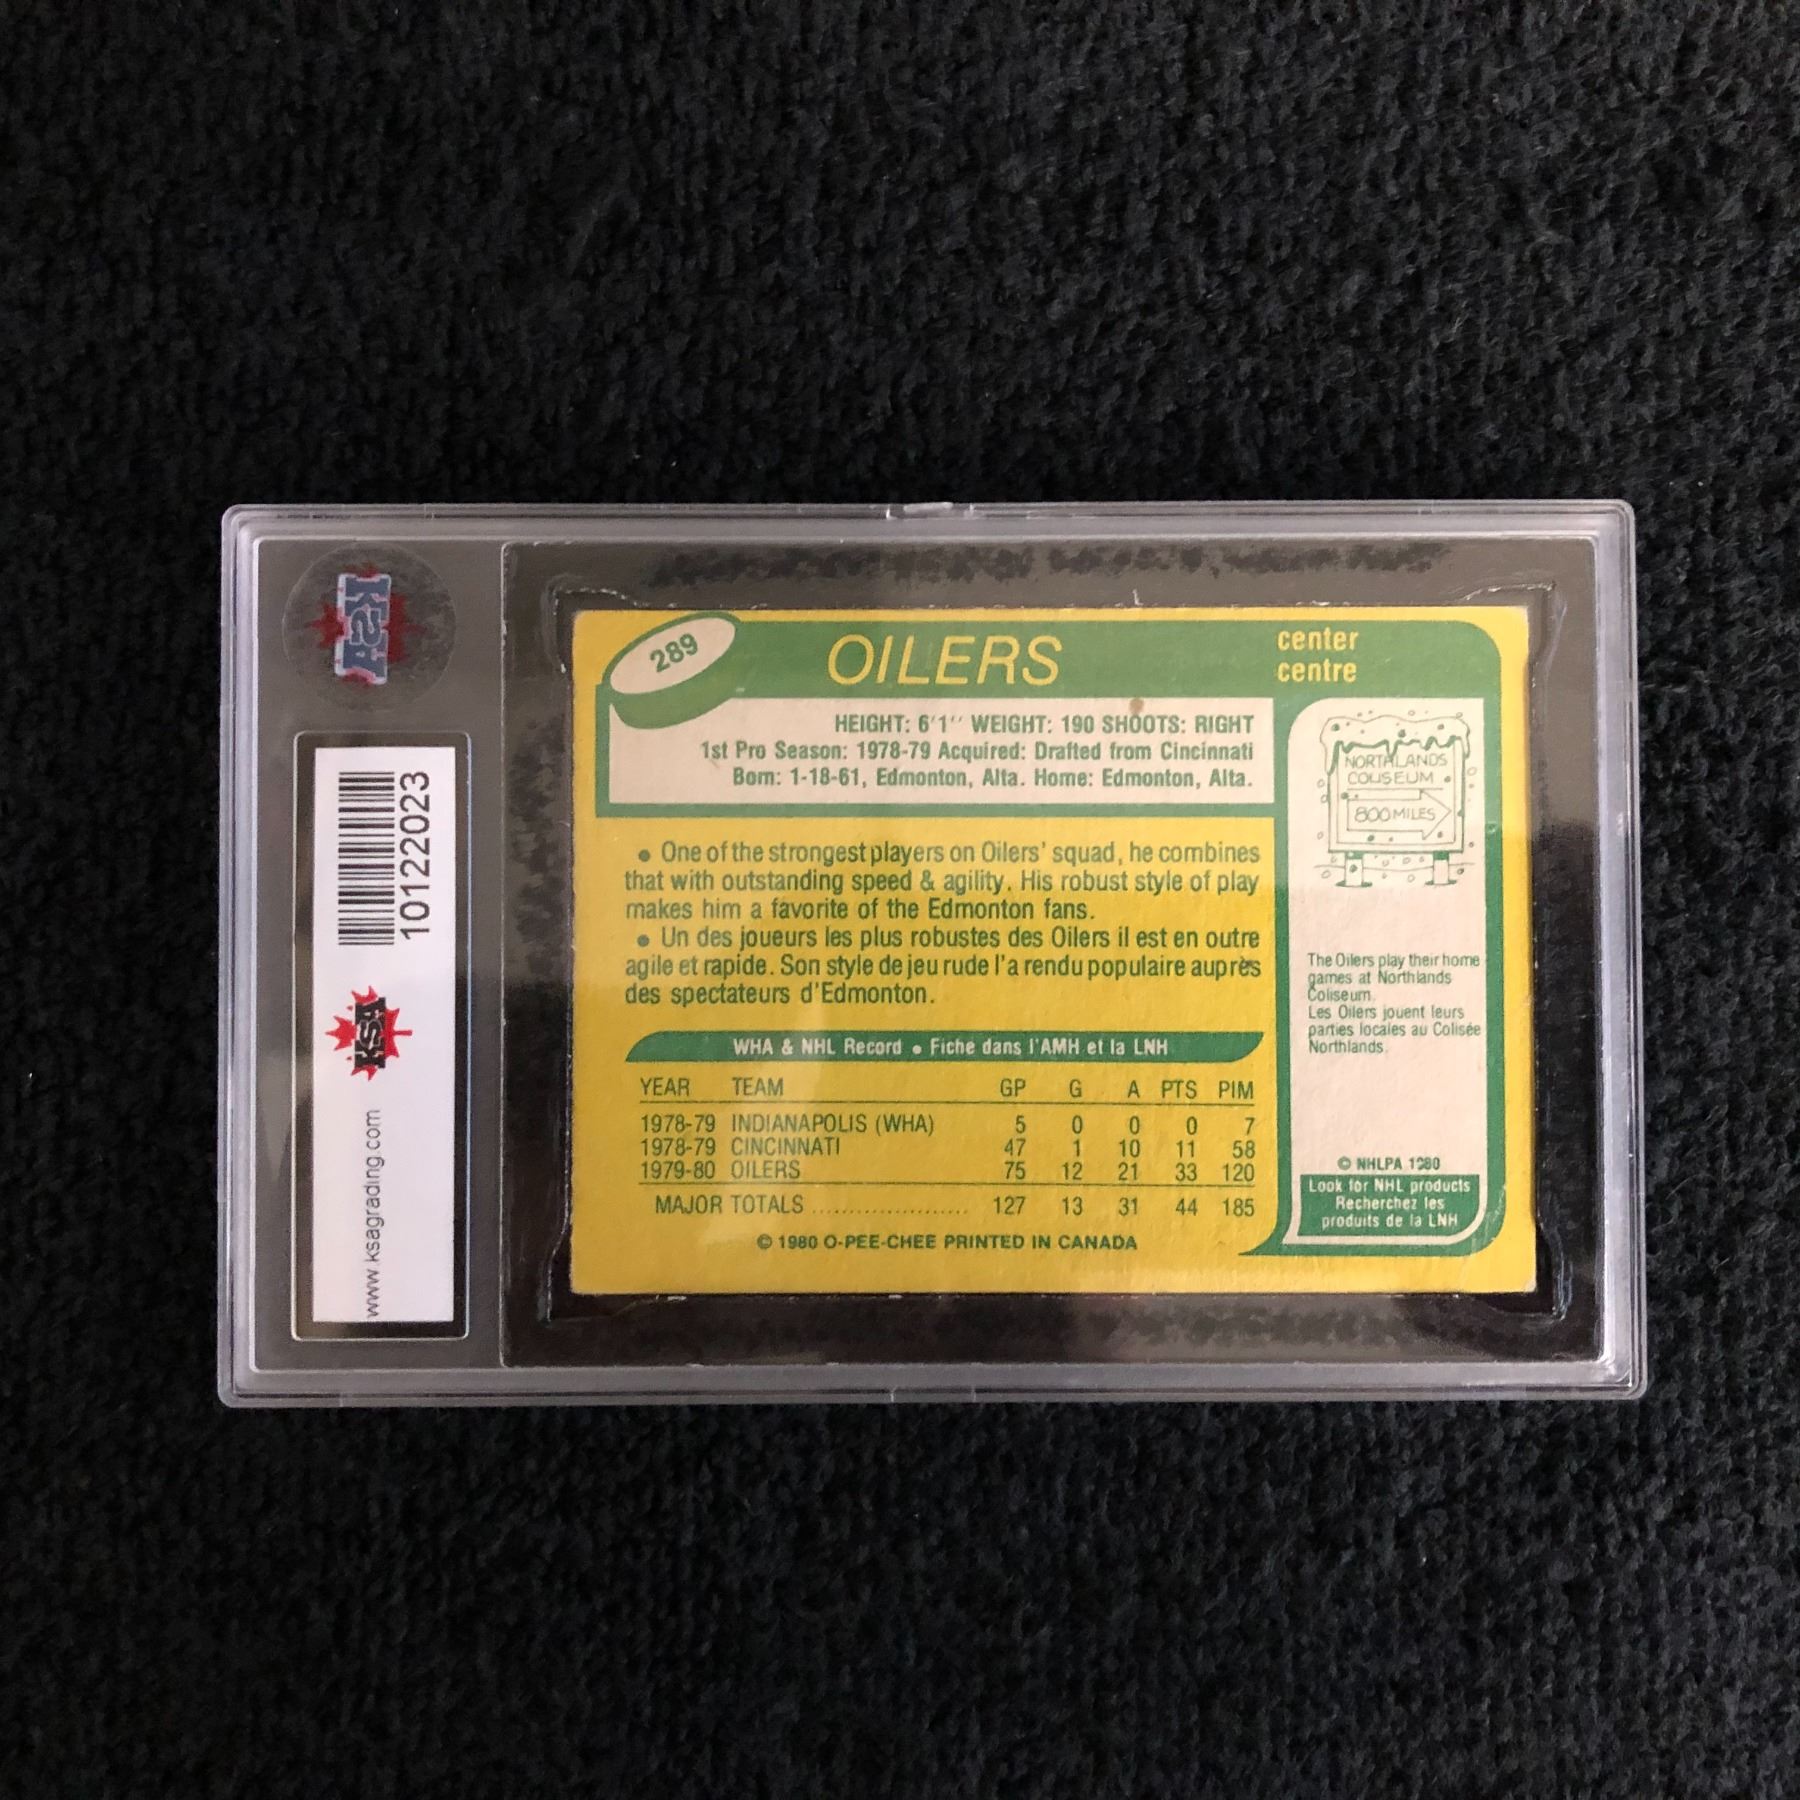 KSA
10122023
KSA
www.ksagrading.com
289
OILERS
center
centre
HEIGHT: 6'1'' WEIGHT: 190 SHOOTS: RIGHT
1st Pro Season: 1978-79 Acquired: Drafted from Cincinnati
Born: 1-18-61, Edmonton, Alta. Home: Edmonton, Alta.
• One of the strongest players on Oilers' squad, he combines
that with outstanding speed & agility. His robust style of play
makes him a favorite of the Edmonton fans.
• Un des joueurs les plus robustes des Oilers il est en outre
agile et rapide. Son style de jeu rude l'a rendu populaire auprès
des spectateurs d'Edmonton.
WHA & NHL Record • Fiche dans l'AMH et la LNH
YEAR TEAM GP G A PTS PIM
1978-79 INDIANAPOLIS (WHA) 5 0 0 0 7
1978-79 CINCINNATI 47 1 10 11 58
1979-80 OILERS 75 12 21 33 120
MAJOR TOTALS ...................... 127 13 31 44 185
© 1980 O-PEE-CHEE PRINTED IN CANADA
NORTHLANDS
COLISEUM
800 MILES
The Oilers play their home
games at Northlands
Coliseum.
Les Oilers jouent leurs
parties locales au Colisée
Northlands.
© NHLPA 1980
Look for NHL products
Recherchez les
produits de la LNH